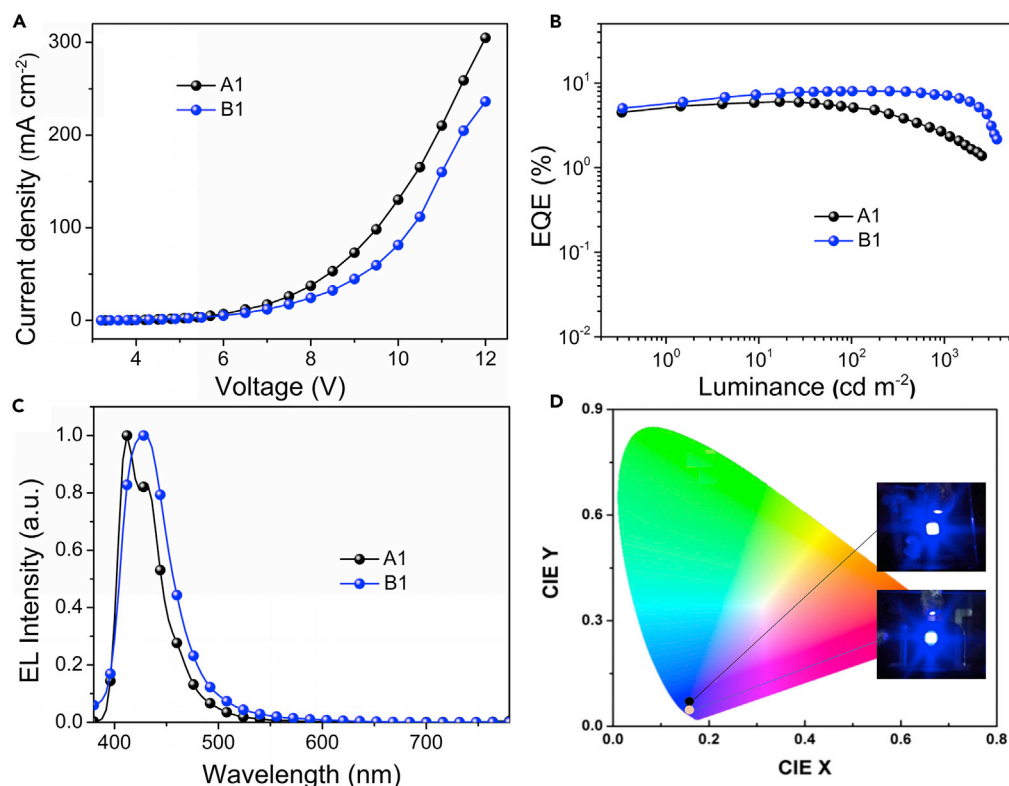 A
Current density (mA cm⁻²)
300
200
100
0
A1
B1
4
6
8
10
12
Voltage (V)
B
EQE (%)
10²
10¹
10⁰
10⁻¹
10⁻²
A1
B1
10⁰
10¹
10²
10³
Luminance (cd m⁻²)
C
EL Intensity (a.u.)
1.0
0.8
0.6
0.4
0.2
0.0
A1
B1
400
500
600
700
Wavelength (nm)
D
CIE Y
0.9
0.6
0.3
0.0
0.0
0.2
0.4
0.6
0.8
CIE X